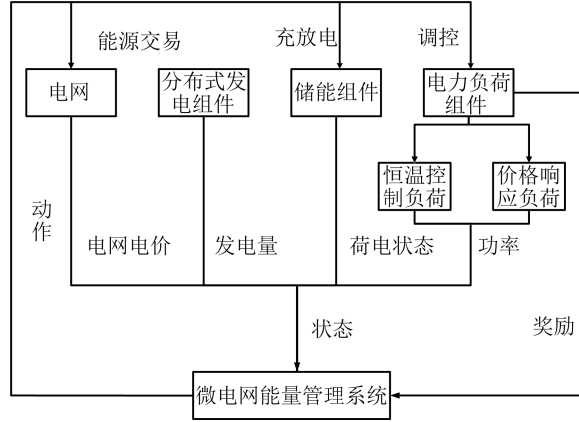 能源交易
充放电
调控
电网
分布式发
电组件
储能组件
电力负荷
组件
恒温控
制负荷
价格响
应负荷
动
作
电网电价
发电量
荷电状态
功率
状态
奖励
微电网能量管理系统